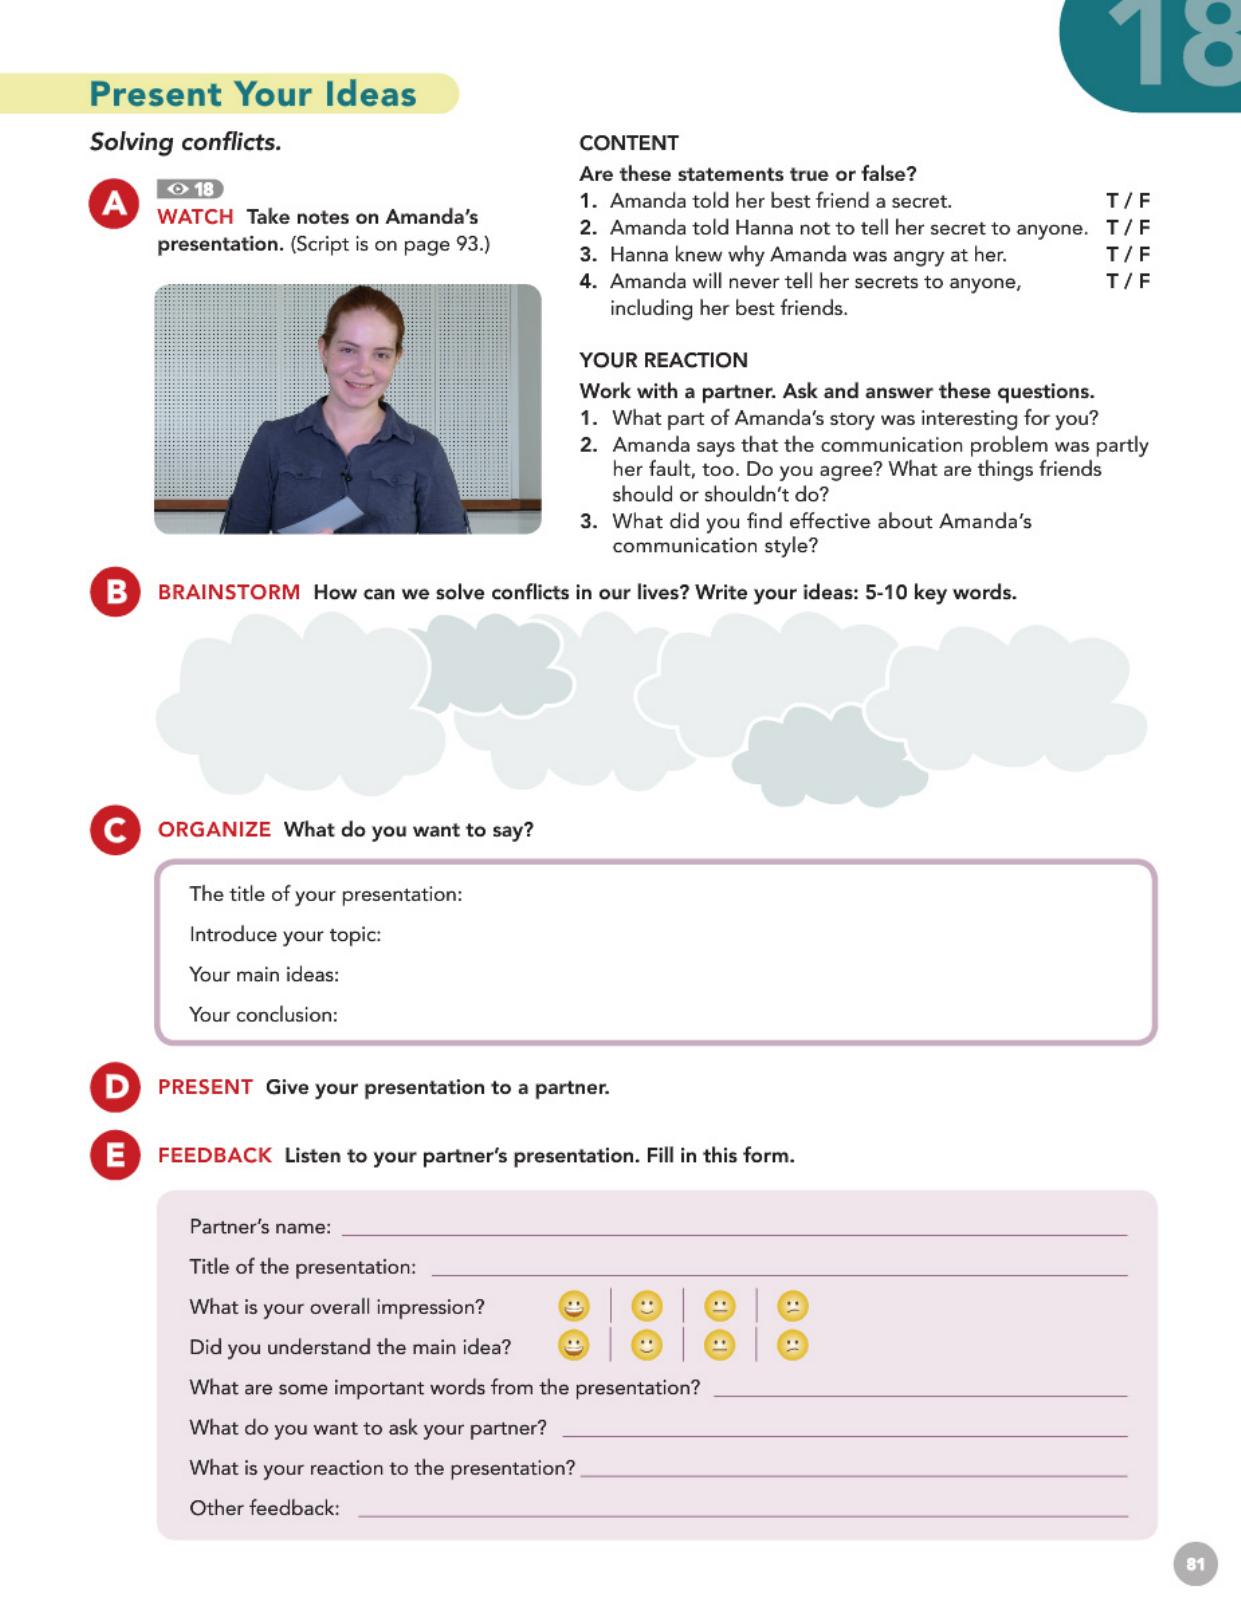 18
Present Your Ideas
Solving conflicts.
A
18
WATCH Take notes on Amanda's
presentation. (Script is on page 93.)
CONTENT
Are these statements true or false?
1. Amanda told her best friend a secret. T / F
2. Amanda told Hanna not to tell her secret to anyone. T / F
3. Hanna knew why Amanda was angry at her. T / F
4. Amanda will never tell her secrets to anyone, T / F
including her best friends.
YOUR REACTION
Work with a partner. Ask and answer these questions.
1. What part of Amanda's story was interesting for you?
2. Amanda says that the communication problem was partly
her fault, too. Do you agree? What are things friends
should or shouldn't do?
3. What did you find effective about Amanda's
communication style?
B
BRAINSTORM How can we solve conflicts in our lives? Write your ideas: 5-10 key words.
C
ORGANIZE What do you want to say?
The title of your presentation:
Introduce your topic:
Your main ideas:
Your conclusion:
D
PRESENT Give your presentation to a partner.
E
FEEDBACK Listen to your partner's presentation. Fill in this form.
Partner's name:
Title of the presentation:
What is your overall impression?
Did you understand the main idea?
What are some important words from the presentation?
What do you want to ask your partner?
What is your reaction to the presentation?
Other feedback:
81